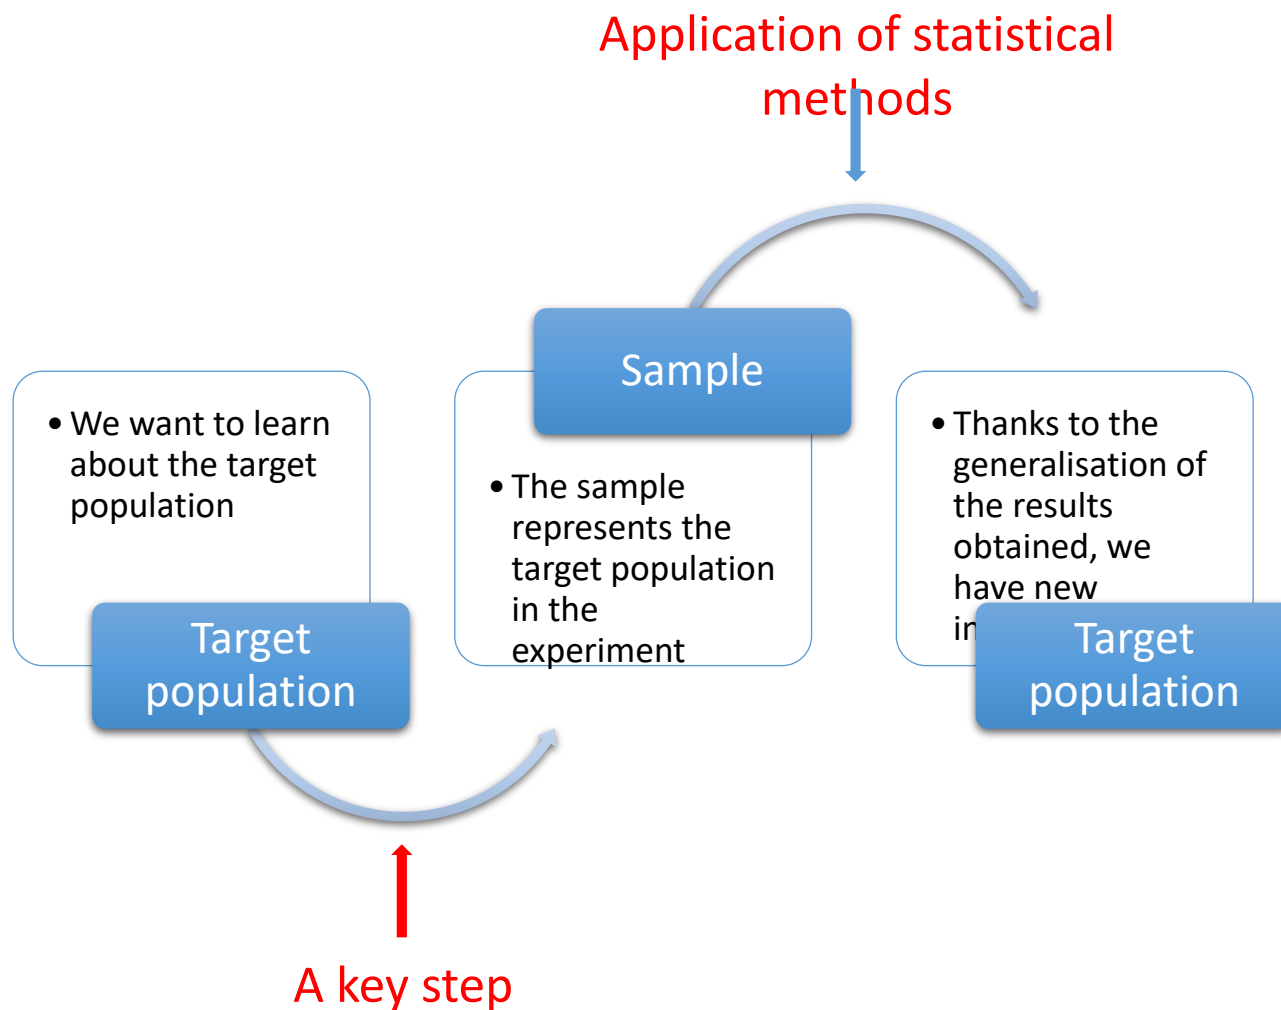 Application of statistical
methods
• We want to learn
about the target
population
Target
population
Sample
• The sample
represents the
target population
in the
experiment
• Thanks to the
generalisation of
the results
obtained, we
have new
Target
population
A key step